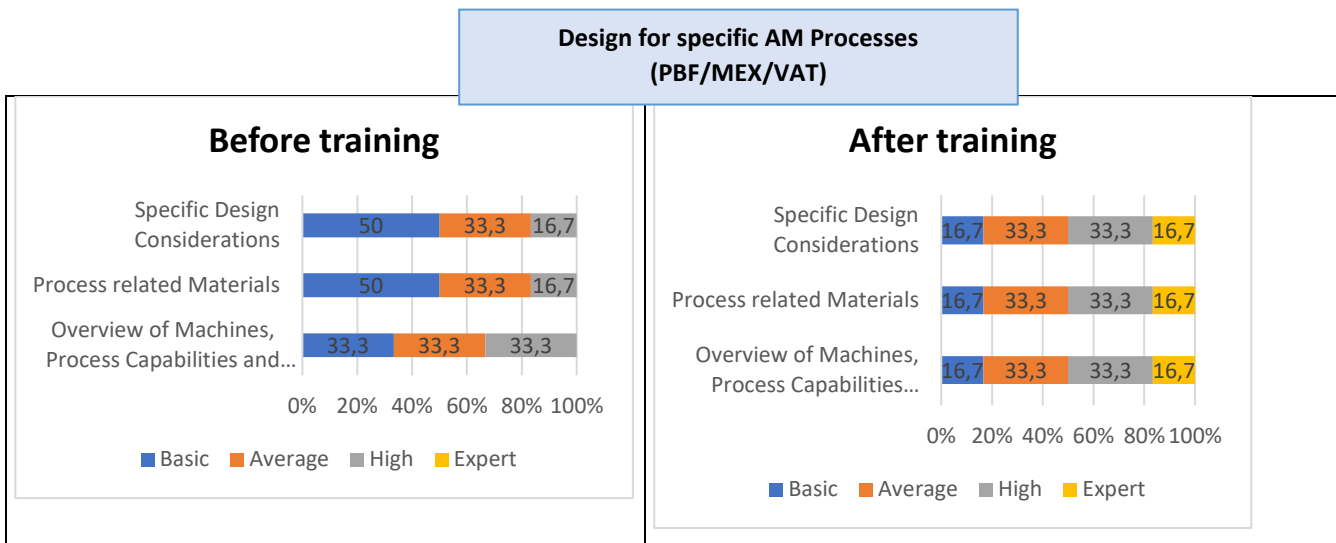 Design for specific AM Processes
(PBF/MEX/VAT)
Before training
Specific Design
Considerations
50 33,3 16,7
Process related Materials
50 33,3 16,7
Overview of Machines,
Process Capabilities and...
33,3 33,3 33,3
0% 20% 40% 60% 80% 100%
Basic Average High Expert
After training
Specific Design
Considerations
16,7 33,3 33,3 16,7
Process related Materials
16,7 33,3 33,3 16,7
Overview of Machines,
Process Capabilities...
16,7 33,3 33,3 16,7
0% 20% 40% 60% 80% 100%
Basic Average High Expert